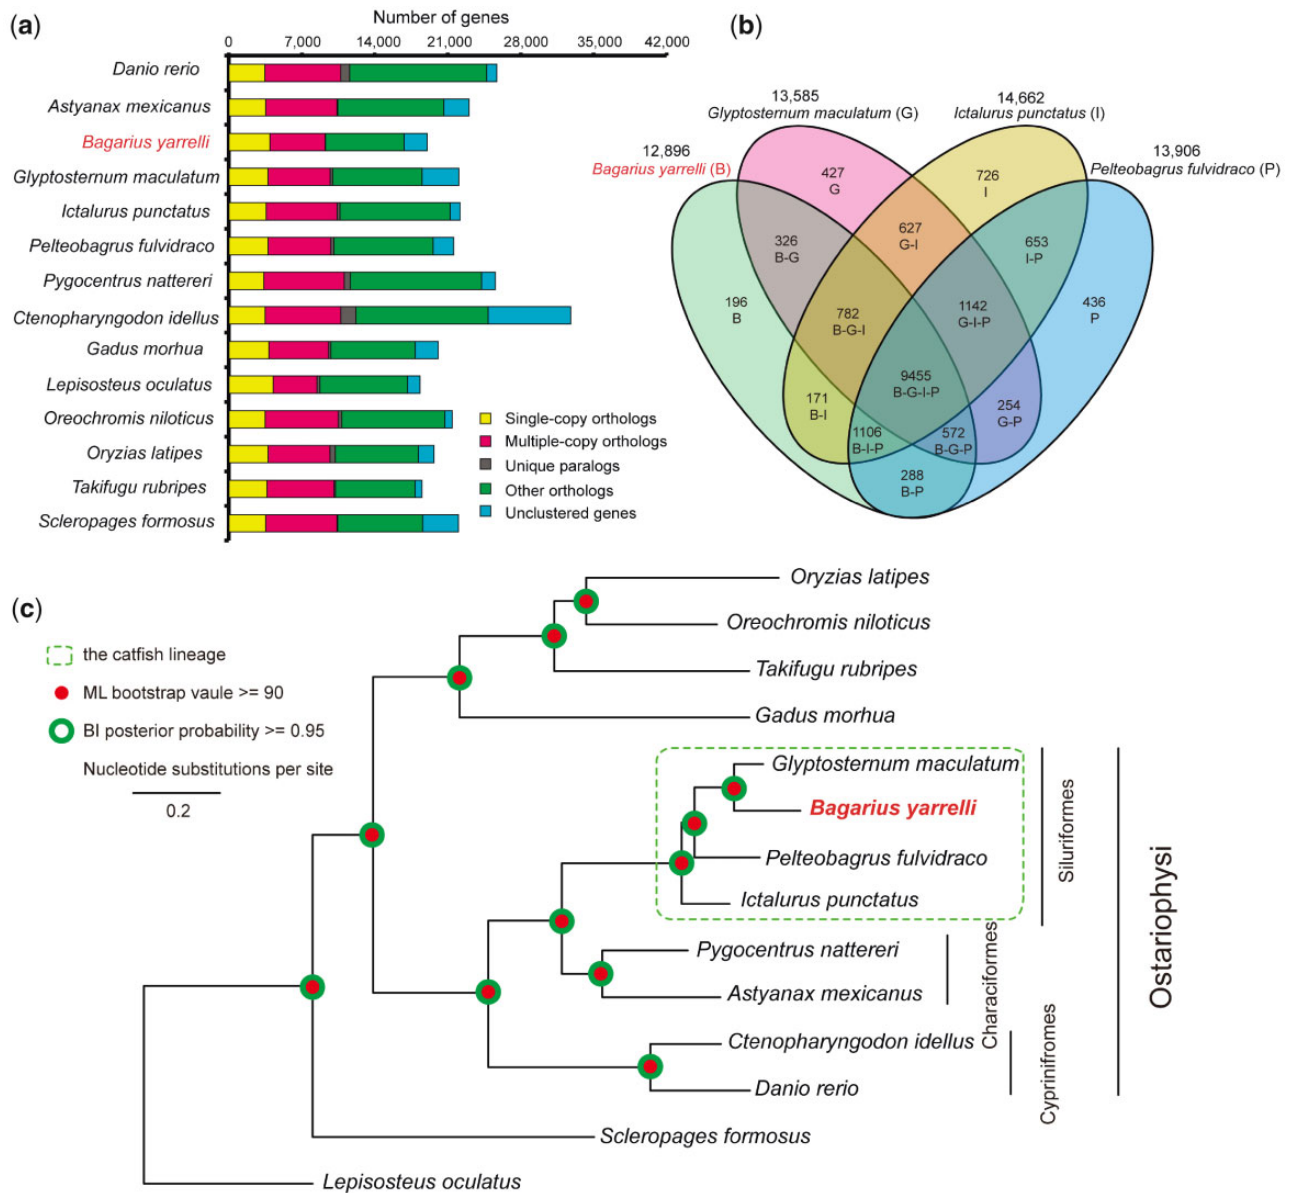 (a)
Number of genes
0 7,000 14,000 21,000 28,000 35,000 42,000
Danio rerio
Astyanax mexicanus
Bagarius yarrelli
Glyptosternum maculatum
Ictalurus punctatus
Pelteobagrus fulvidraco
Pygocentrus nattereri
Ctenopharyngodon idellus
Gadus morhua
Lepisosteus oculatus
Oreochromis niloticus
Oryzias latipes
Takifugu rubripes
Scleropages formosus
Single-copy orthologs
Multiple-copy orthologs
Unique paralogs
Other orthologs
Unclustered genes
(b)
13,585
Glyptosternum maculatum (G)
14,662
Ictalurus punctatus (I)
12,896
Bagarius yarrelli (B)
13,906
Pelteobagrus fulvidraco (P)
427
G
726
I
627
G-I
326
B-G
653
I-P
196
B
782
B-G-I
1142
G-I-P
436
P
9455
B-G-I-P
171
B-I
254
G-P
1106
B-I-P
572
B-G-P
288
B-P
(c)
the catfish lineage
ML bootstrap vaule >= 90
BI posterior probability >= 0.95
Nucleotide substitutions per site
0.2
Oryzias latipes
Oreochromis niloticus
Takifugu rubripes
Gadus morhua
Glyptosternum maculatum
Bagarius yarrelli
Pelteobagrus fulvidraco
Ictalurus punctatus
Pygocentrus nattereri
Astyanax mexicanus
Ctenopharyngodon idellus
Danio rerio
Scleropages formosus
Lepisosteus oculatus
Siluriformes
Characiformes
Cyprinifromes
Ostariophysi